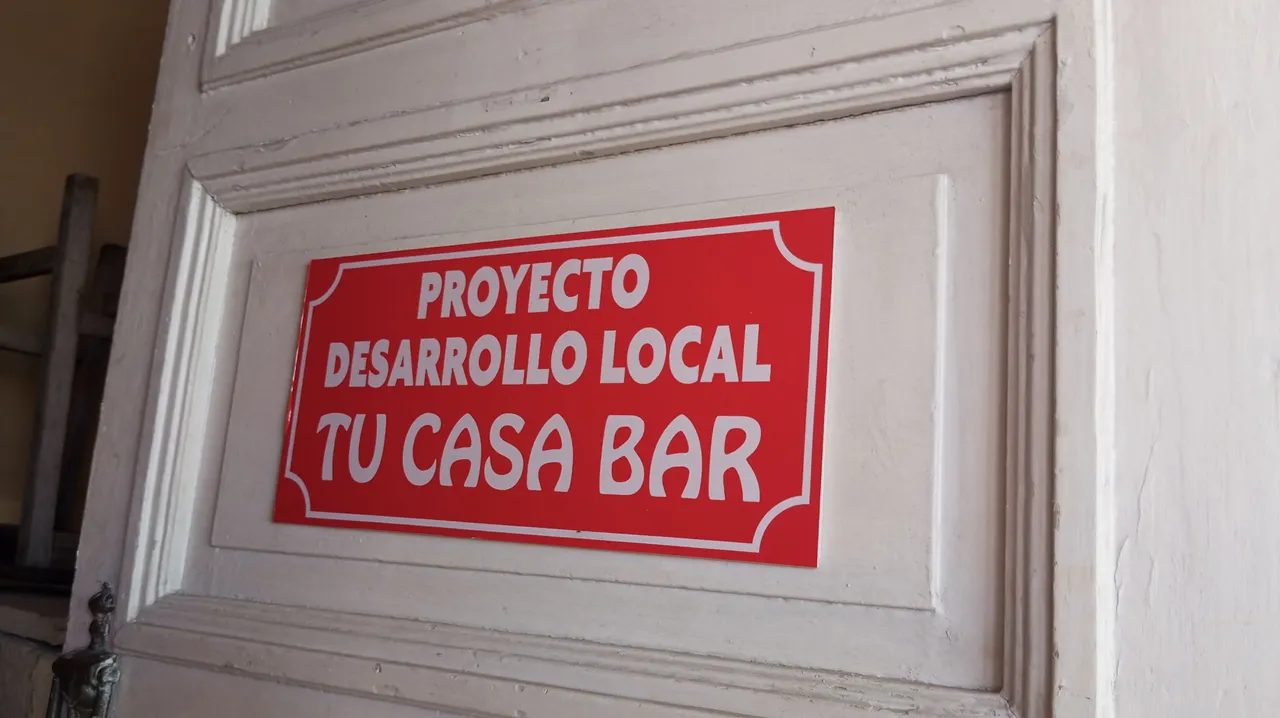 PROYECTO
DESARROLLO LOCAL
TU CASA BAR